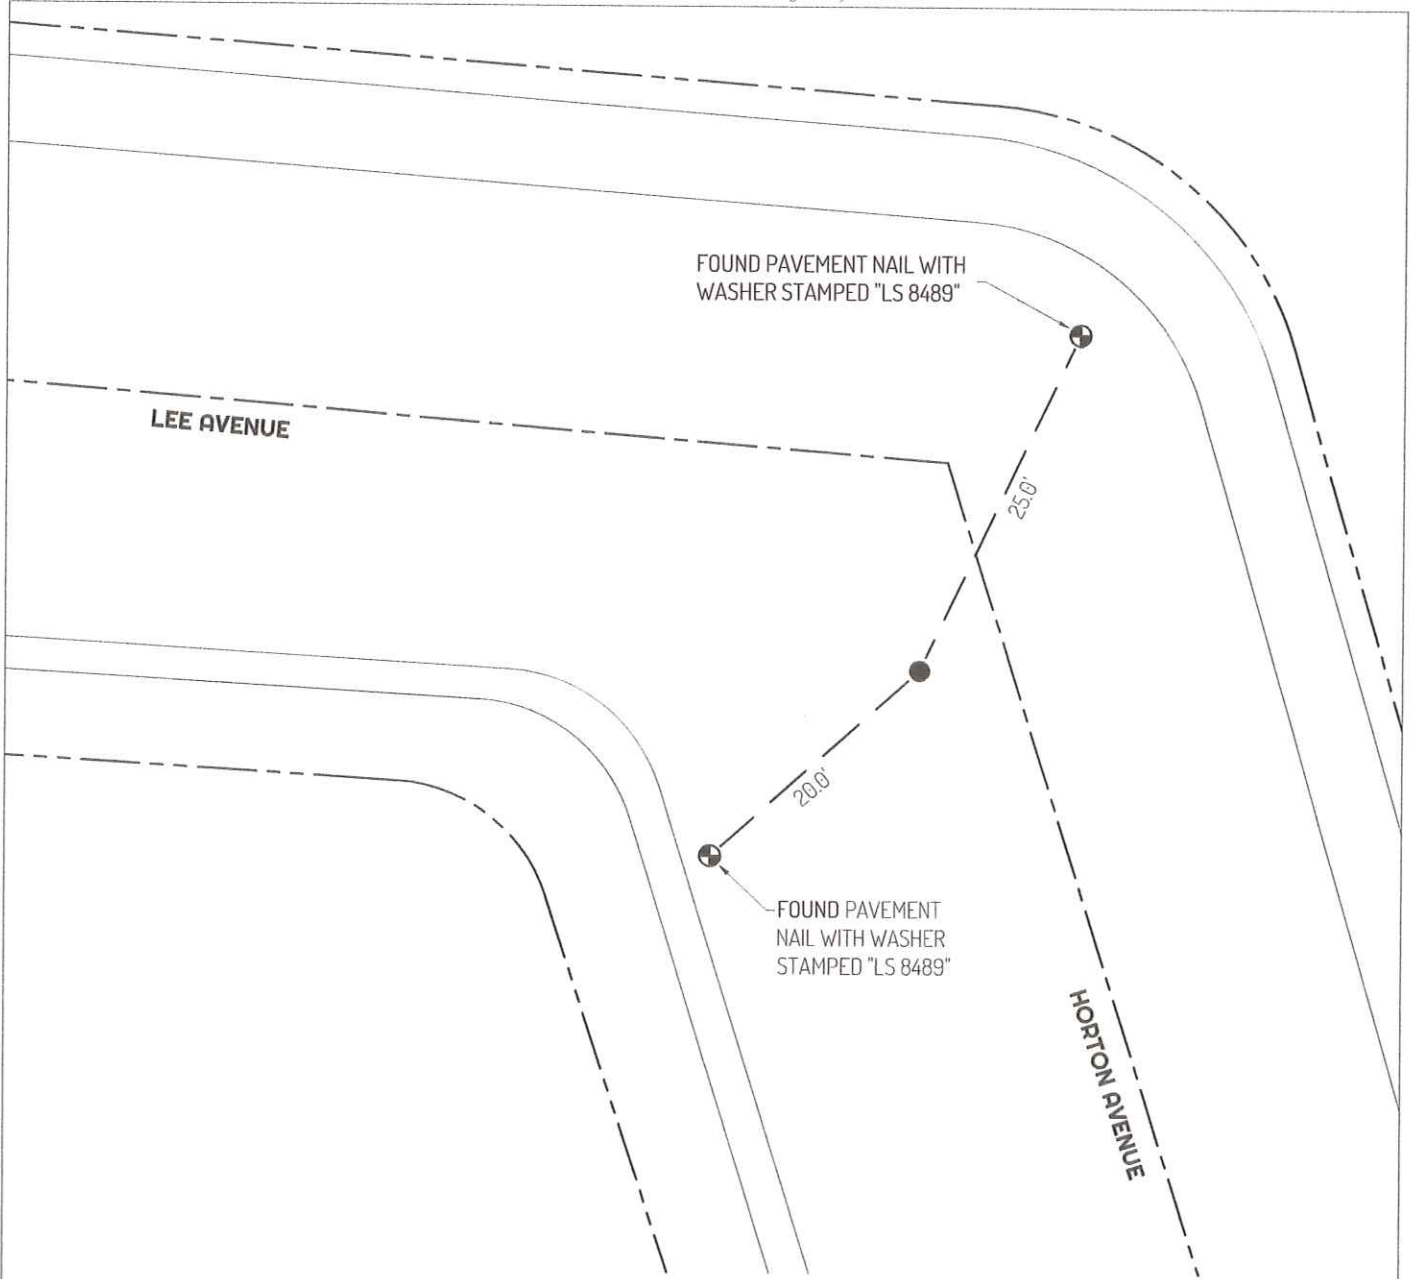 FOUND PAVEMENT NAIL WITH
WASHER STAMPED "LS 8489"
LEE AVENUE
25.0'
20.0'
FOUND PAVEMENT
NAIL WITH WASHER
STAMPED "LS 8489"
HORTON AVENUE